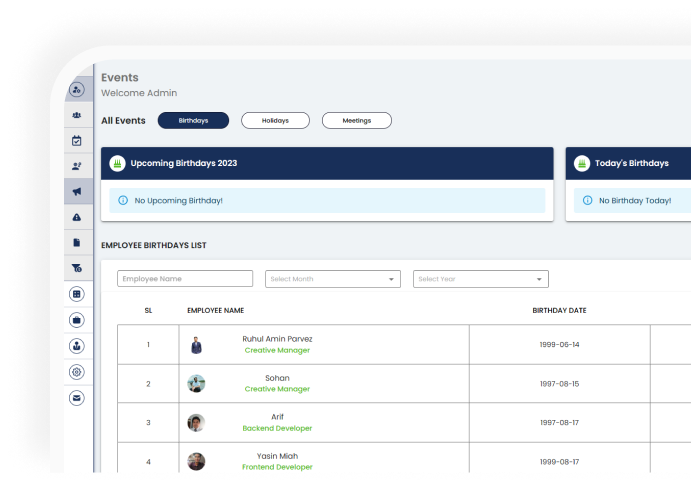 Events
Welcome Admin
All Events Birthdays Holidays Meetings
Upcoming Birthdays 2023
Today's Birthdays
No Upcoming Birthday!
No Birthday Today!
EMPLOYEE BIRTHDAYS LIST
Employee Name Select Month Select Year
SL EMPLOYEE NAME BIRTHDAY DATE
1 Ruhul Amin Parvez 1999-06-14
Creative Manager
2 Sohan 1997-08-15
Creative Manager
3 Arif 1997-08-17
Backend Developer
4 Yasin Miah 1999-08-17
Frontend Developer